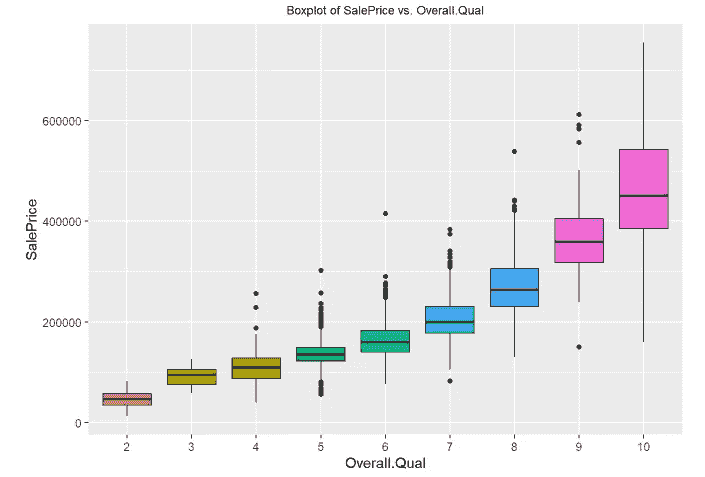 Boxplot of SalePrice vs. Overall.Qual
SalePrice
600000
400000
200000
0
2 3 4 5 6 7 8 9 10
Overall.Qual